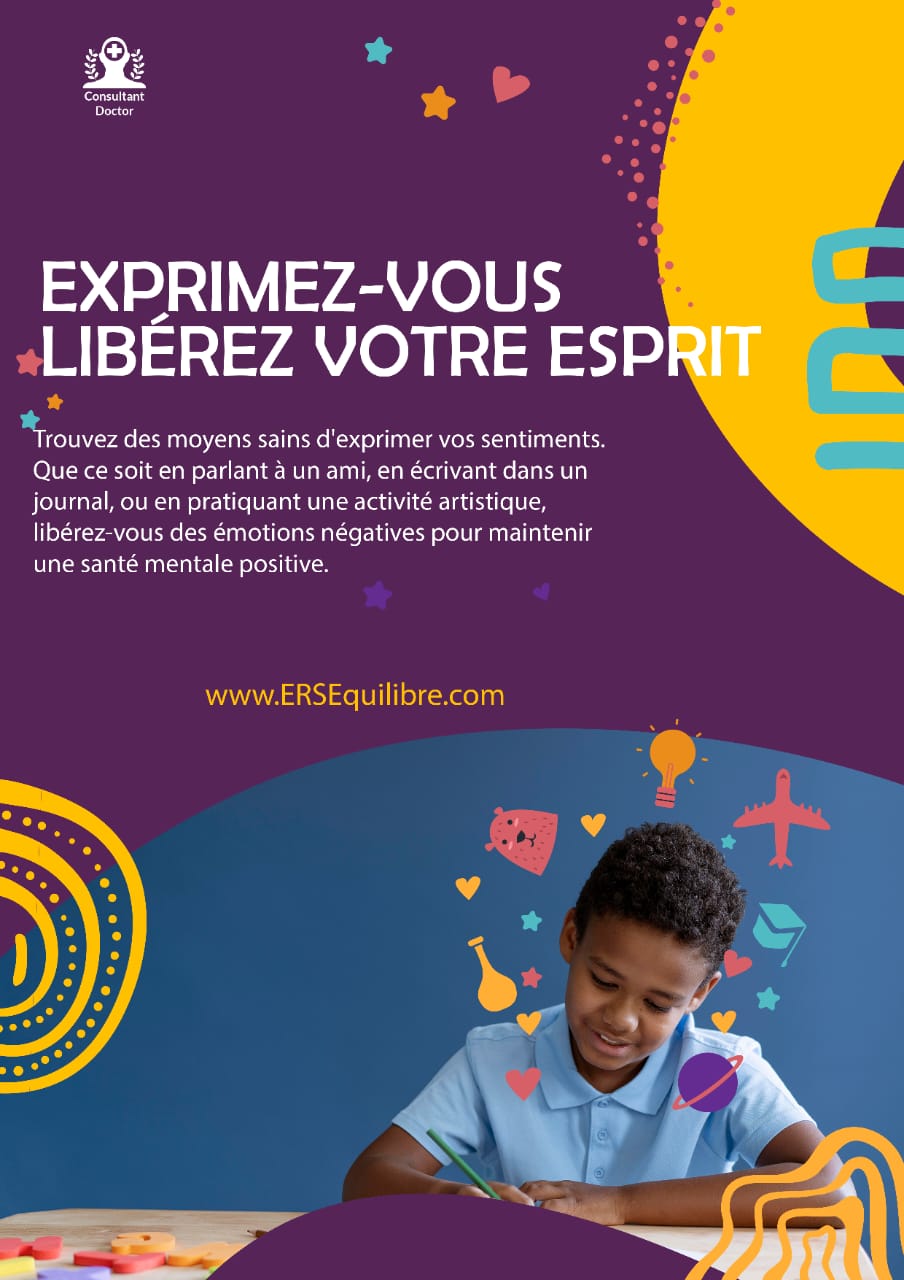 Consultant
Doctor
EXPRIMEZ-VOUS
LIBÉREZ VOTRE ESPRIT
Trouvez des moyens sains d'exprimer vos sentiments.
Que ce soit en parlant à un ami, en écrivant dans un
journal, ou en pratiquant une activité artistique,
libérez-vous des émotions négatives pour maintenir
une santé mentale positive.
www.ERSEquilibre.com